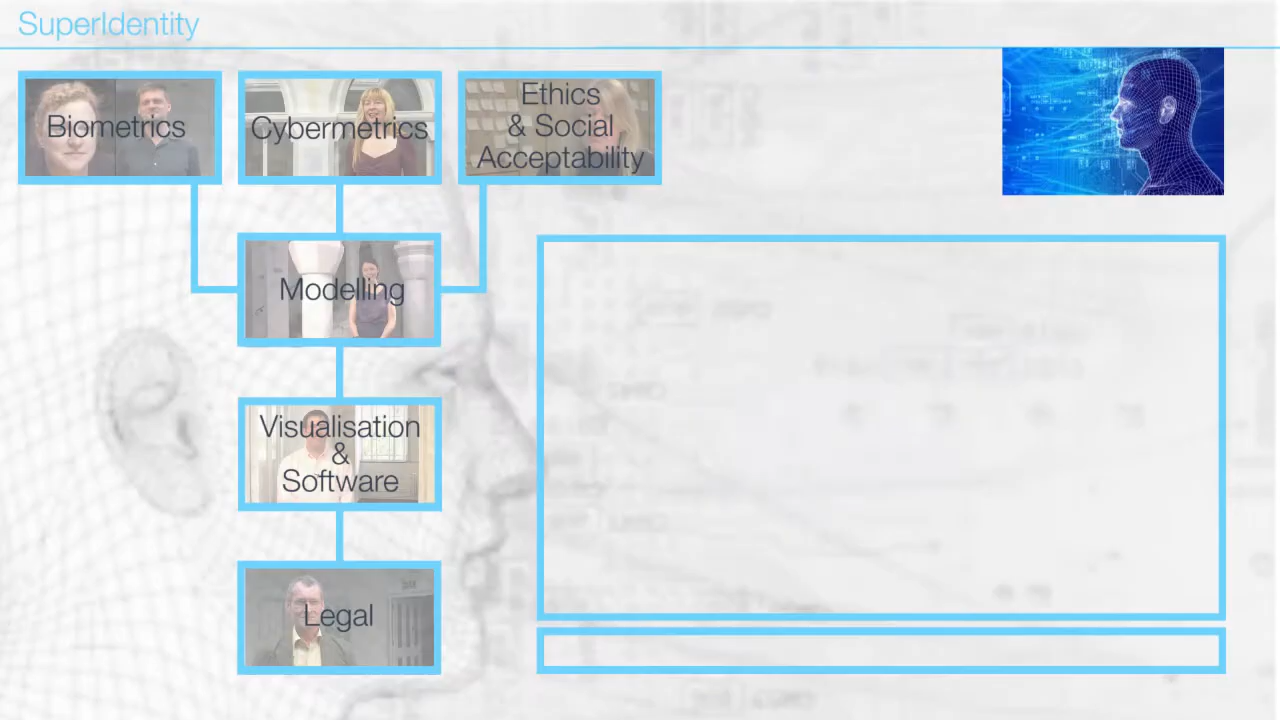 SuperIdentity
Biometrics
Cybermetrics
Ethics
& Social
Acceptability
Modelling
Visualisation
&
Software
Legal